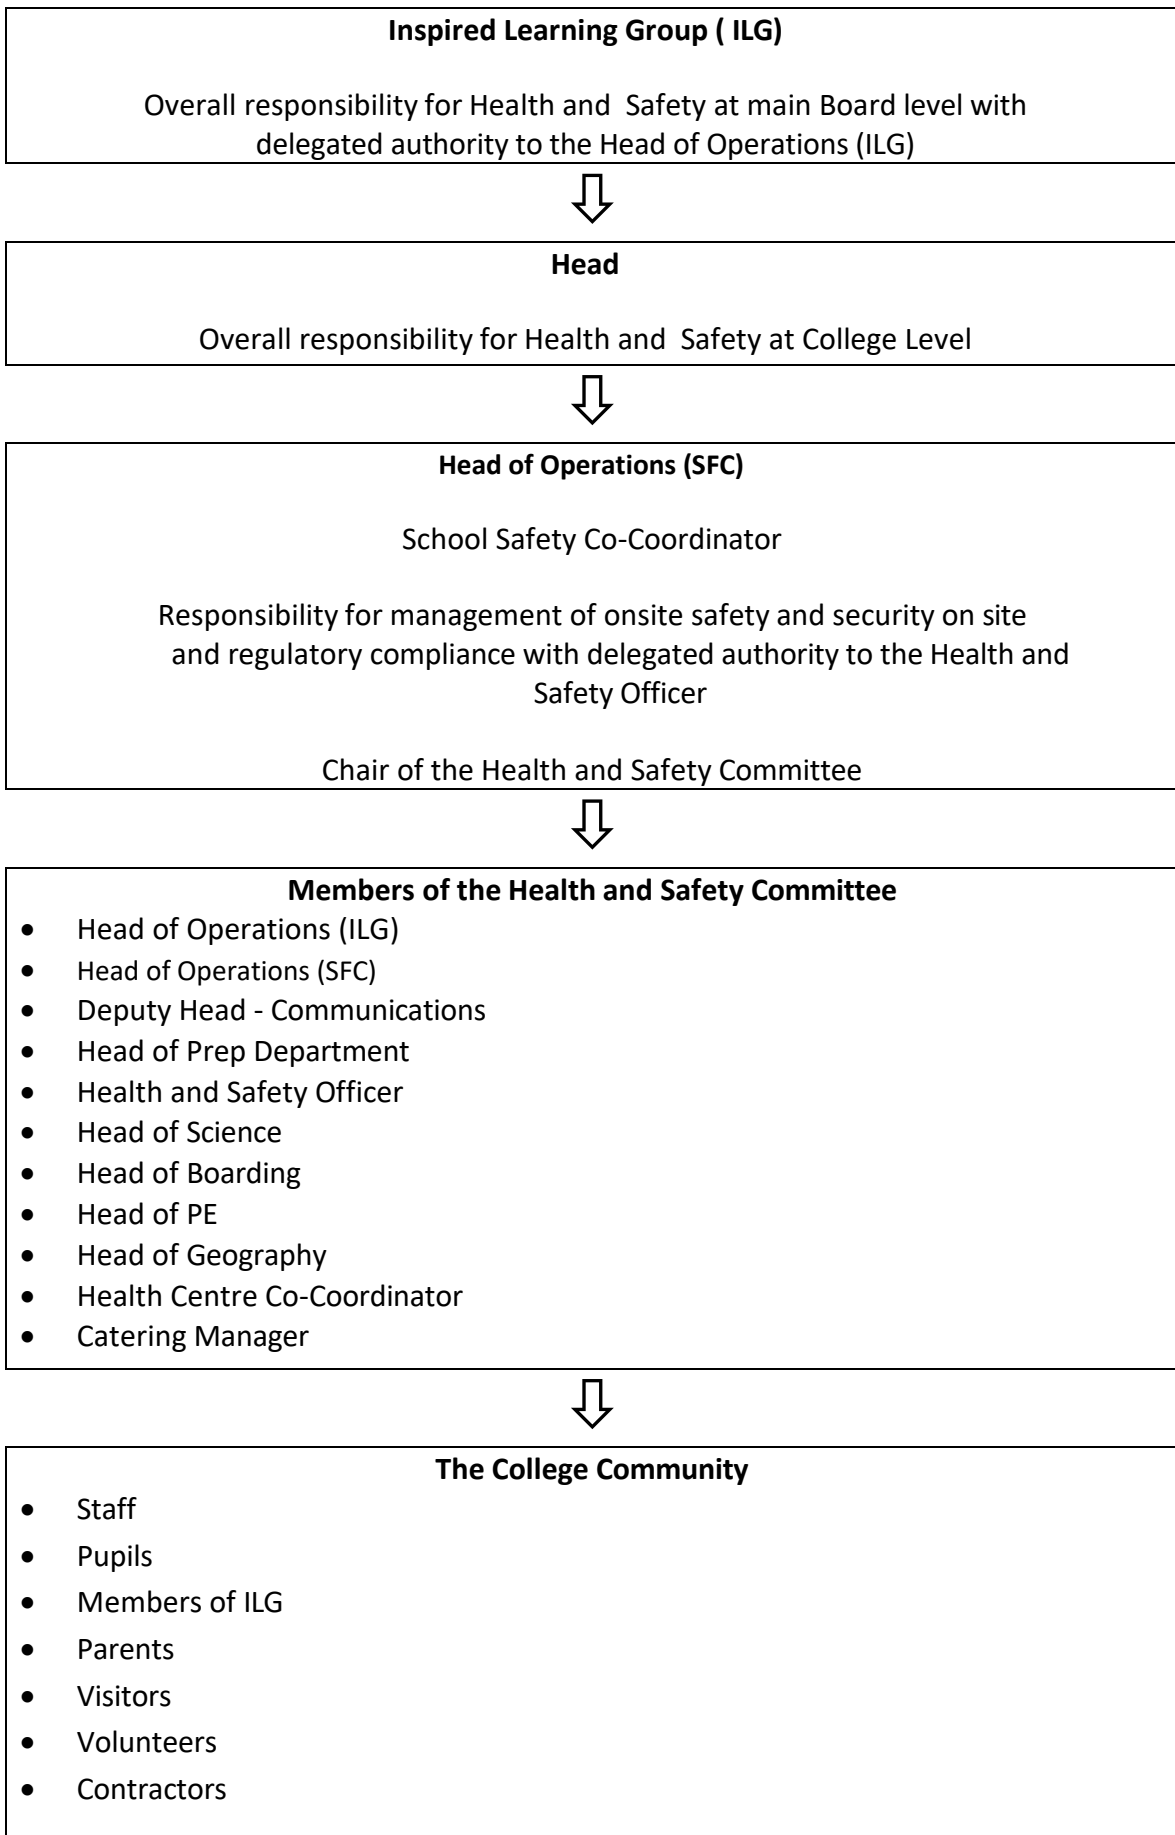 Inspired Learning Group ( ILG)
Overall responsibility for Health and  Safety at main Board level with
delegated authority to the Head of Operations (ILG)
Head
Overall responsibility for Health and  Safety at College Level
Head of Operations (SFC)
School Safety Co-Coordinator
Responsibility for management of onsite safety and security on site
and regulatory compliance with delegated authority to the Health and
Safety Officer
Chair of the Health and Safety Committee
Members of the Health and Safety Committee
• Head of Operations (ILG)
• Head of Operations (SFC)
• Deputy Head - Communications
• Head of Prep Department
• Health and Safety Officer
• Head of Science
• Head of Boarding
• Head of PE
• Head of Geography
• Health Centre Co-Coordinator
• Catering Manager
The College Community
• Staff
• Pupils
• Members of ILG
• Parents
• Visitors
• Volunteers
• Contractors